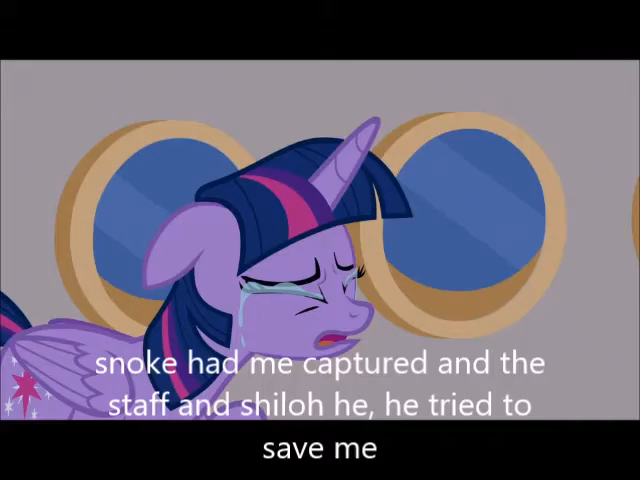 snoke had me captured and the
staff and shiloh he, he tried to
save me